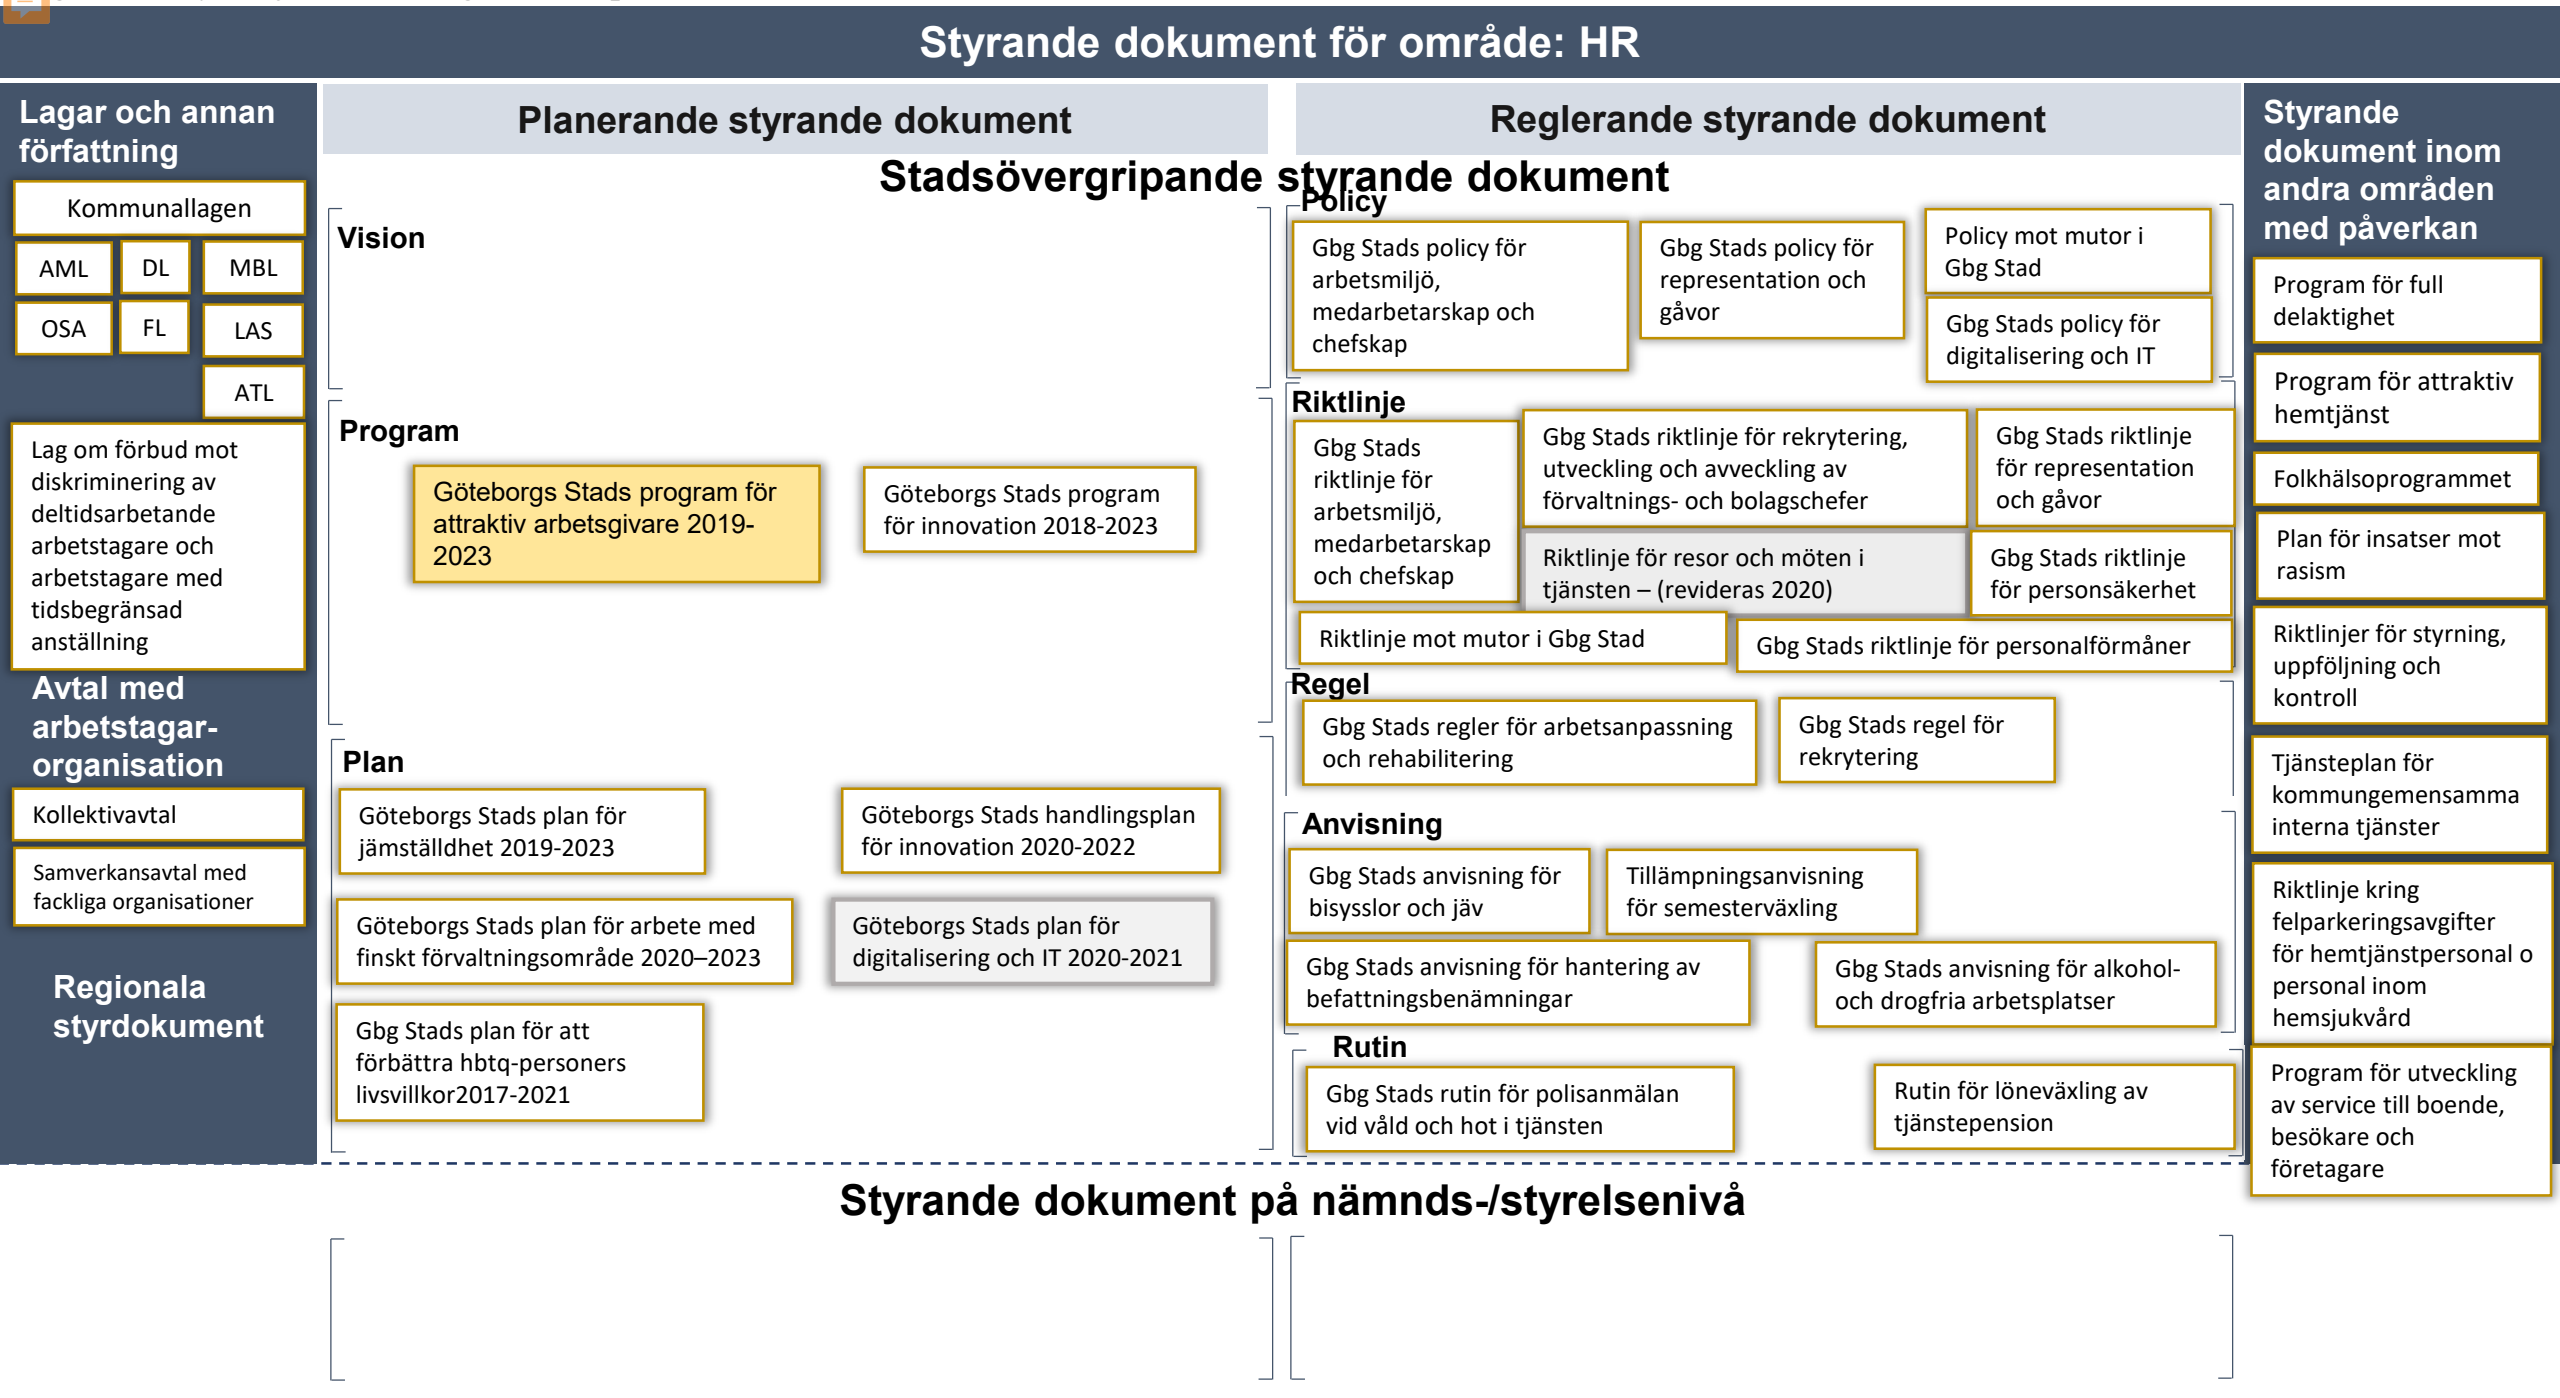 Styrande dokument för område: HR
Lagar och annan
författning
Kommunallagen
AML
DL
MBL
OSA
FL
LAS
ATL
Lag om förbud mot
diskriminering av
deltidsarbetande
arbetstagare och
arbetstagare med
tidsbegränsad
anställning
Avtal med
arbetstagar-
organisation
Kollektivavtal
Samverkansavtal med
fackliga organisationer
Regionala
styrdokument
Planerande styrande dokument
Reglerande styrande dokument
Stadsövergripande styrande dokument
Vision
Program
Göteborgs Stads program för
attraktiv arbetsgivare 2019-
2023
Göteborgs Stads program
för innovation 2018-2023
Plan
Göteborgs Stads plan för
jämställdhet 2019-2023
Göteborgs Stads handlingsplan
för innovation 2020-2022
Göteborgs Stads plan för arbete med
finskt förvaltningsområde 2020–2023
Göteborgs Stads plan för
digitalisering och IT 2020-2021
Gbg Stads plan för att
förbättra hbtq-personers
livsvillkor2017-2021
Policy
Gbg Stads policy för
arbetsmiljö,
medarbetarskap och
chefskap
Gbg Stads policy för
representation och
gåvor
Policy mot mutor i
Gbg Stad
Gbg Stads policy för
digitalisering och IT
Riktlinje
Gbg Stads
riktlinje för
arbetsmiljö,
medarbetarskap
och chefskap
Gbg Stads riktlinje för rekrytering,
utveckling och avveckling av
förvaltnings- och bolagschefer
Gbg Stads riktlinje
för representation
och gåvor
Riktlinje för resor och möten i
tjänsten – (revideras 2020)
Gbg Stads riktlinje
för personsäkerhet
Riktlinje mot mutor i Gbg Stad
Gbg Stads riktlinje för personalförmåner
Regel
Gbg Stads regler för arbetsanpassning
och rehabilitering
Gbg Stads regel för
rekrytering
Anvisning
Gbg Stads anvisning för
bisysslor och jäv
Tillämpningsanvisning
för semesterväxling
Gbg Stads anvisning för hantering av
befattningsbenämningar
Gbg Stads anvisning för alkohol-
och drogfria arbetsplatser
Rutin
Gbg Stads rutin för polisanmälan
vid våld och hot i tjänsten
Rutin för löneväxling av
tjänstepension
Styrande
dokument inom
andra områden
med påverkan
Program för full
delaktighet
Program för attraktiv
hemtjänst
Folkhälsoprogrammet
Plan för insatser mot
rasism
Riktlinjer för styrning,
uppföljning och
kontroll
Tjänsteplan för
kommungemensamma
interna tjänster
Riktlinje kring
felparkeringsavgifter
för hemtjänstpersonal o
personal inom
hemsjukvård
Program för utveckling
av service till boende,
besökare och
företagare
Styrande dokument på nämnds-/styrelsenivå